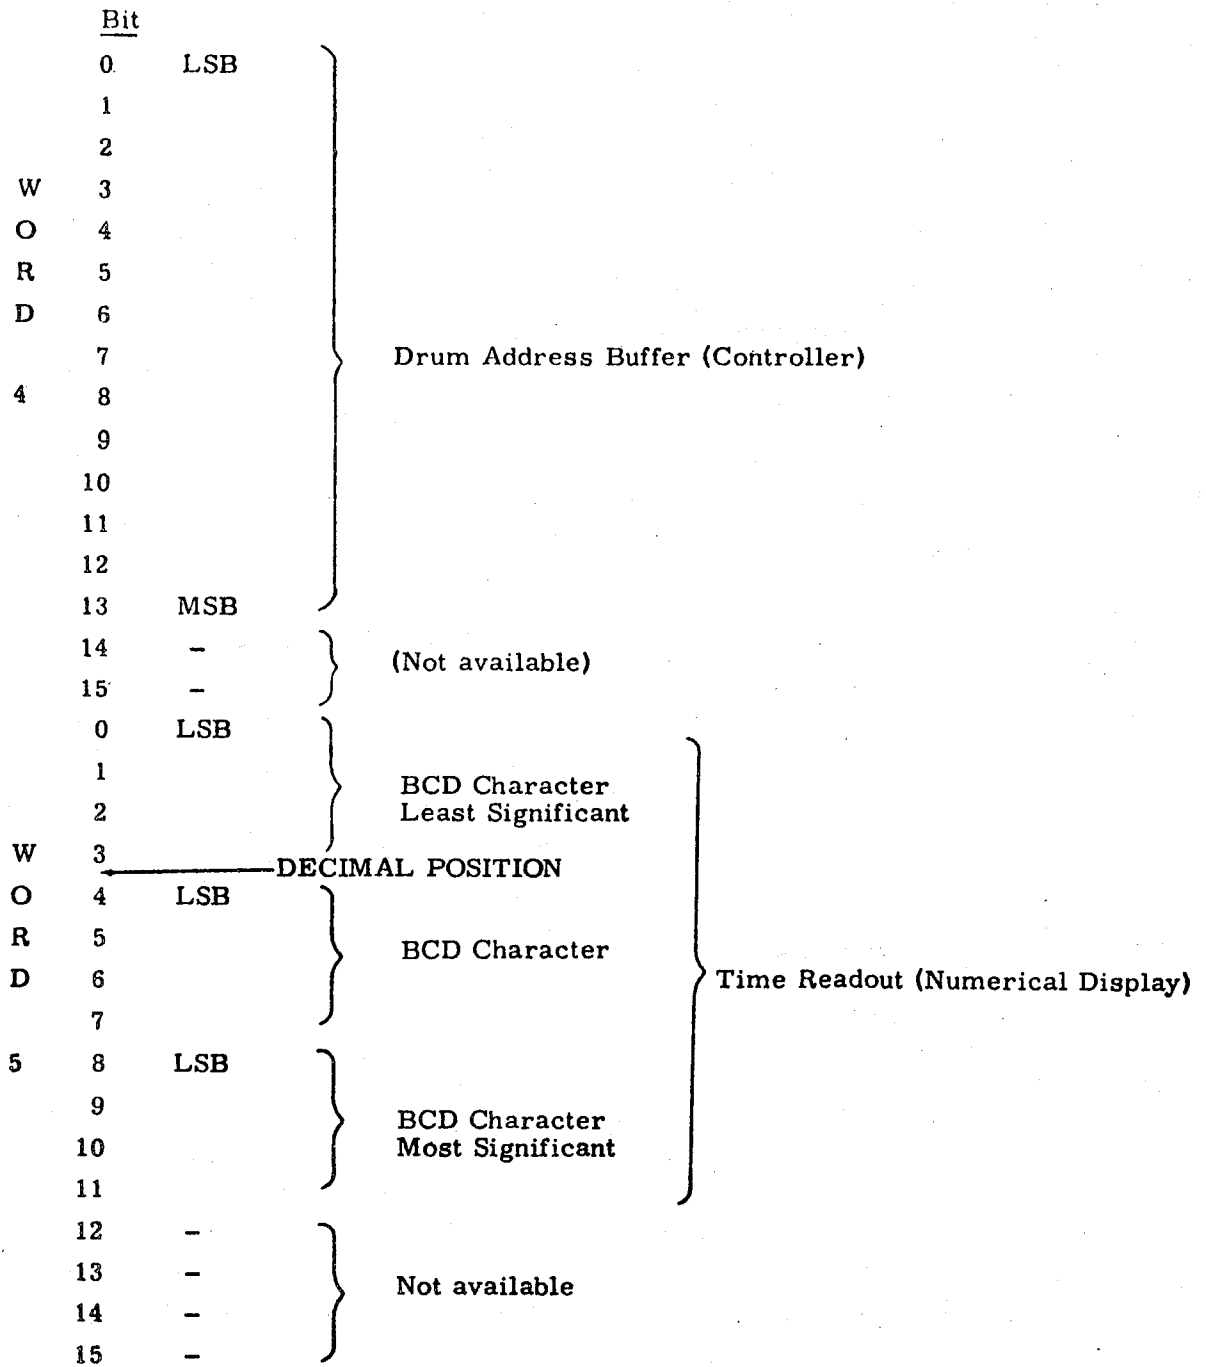 Bit
0 LSB
1
2
W 3
O 4
R 5
D 6
7 Drum Address Buffer (Controller)
4 8
9
10
11
12
13 MSB
14 –
(Not available)
15 –
0 LSB
1
BCD Character
2 Least Significant
W 3
DECIMAL POSITION
O 4 LSB
R 5
BCD Character
D 6 Time Readout (Numerical Display)
7
5 8 LSB
9
BCD Character
10 Most Significant
11
12 –
13 –
Not available
14 –
15 –